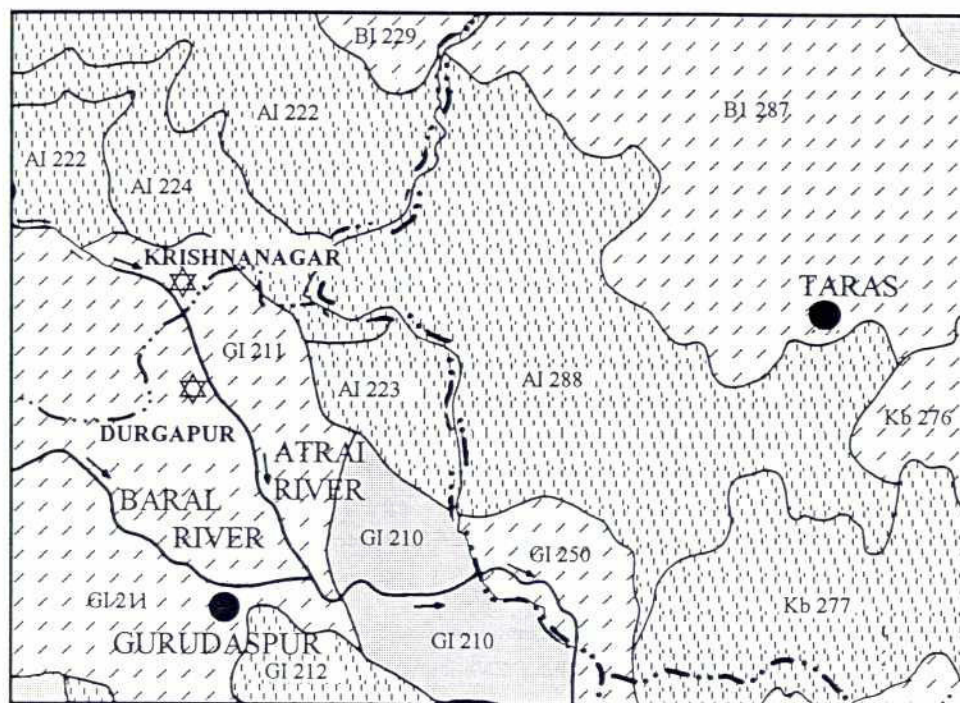 BI 229
AI 222
B1 287
AI 222
AI 224
KRISHNANAGAR
TARAS
GI 211
AI 223
AI 288
Kb 276
DURGAPUR
ATRAI
RIVER
BARAL
RIVER
GI 210
GI 250
GI 211
Kb 277
GURUDASPUR
GI 210
GI 212